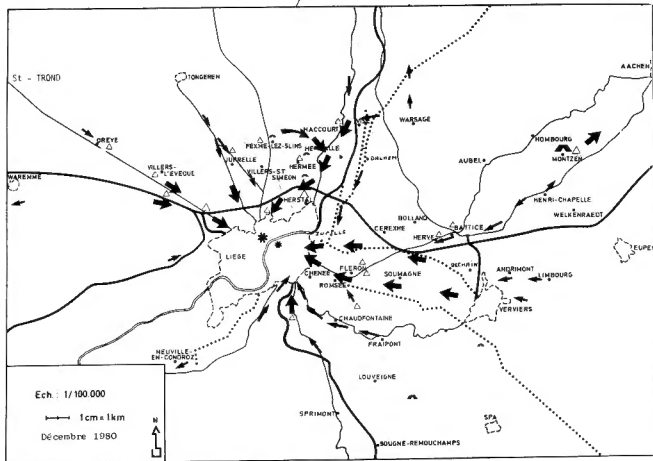 St - TROND
TONGEREN
AACHEN
OREYE
HACCOURT
WARSAGE
HOMBOURG
MONTZEN
AUBEL
FEXHE-LEZ-SLINS
HERMEE
JUPRELLE
VILLERS-ST
SIMEON
VILLERS-
L'EVEQUE
DALHEM
WAREMME
HERSTAL
HENRI-CHAPELLE
WELKENRAEDT
BOLLAND
BATTICE
CEREXHE
HERVE
JUPILLE
LIEGE
EUPEN
FLERON
CHENEE
SOUMAGNE
ROMSEE
ANDRIMONT
LIMBOURG
VERVIERS
CHAUDFONTAINE
FRAIPONT
NEUVILLE-
EN-CONDROZ
LOUVEIGNE
SPRIMONT
SPA
SOUGNE-REMOUCHAMPS
Ech. : 1/100.000
1cm = 1km
Décembre 1980
N